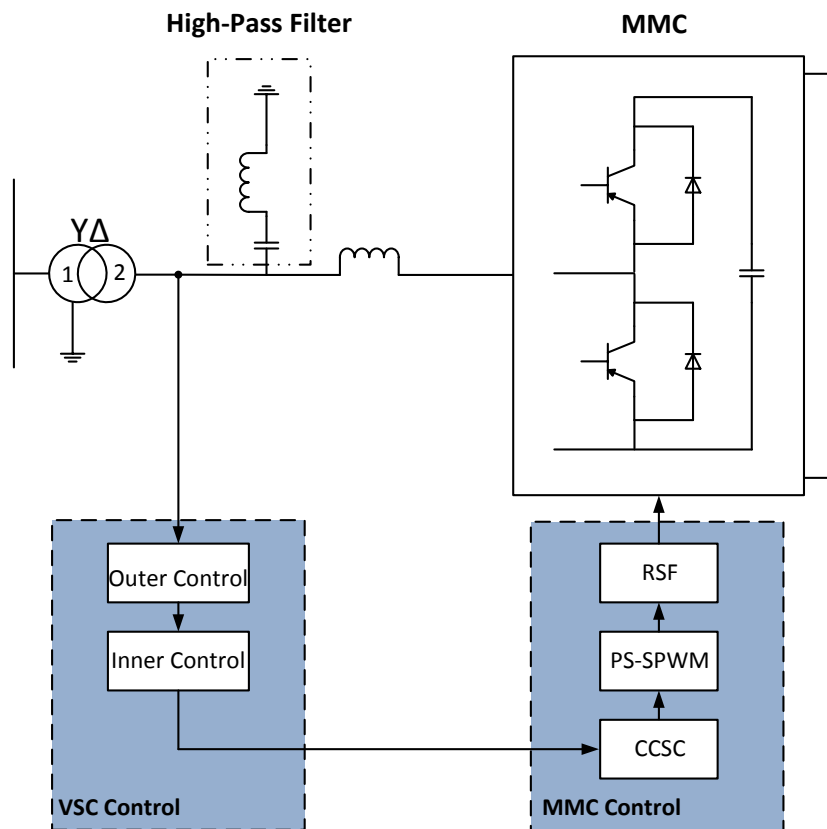 High-Pass Filter
MMC
YΔ
1
2
Outer Control
Inner Control
VSC Control
RSF
PS-SPWM
CCSC
MMC Control